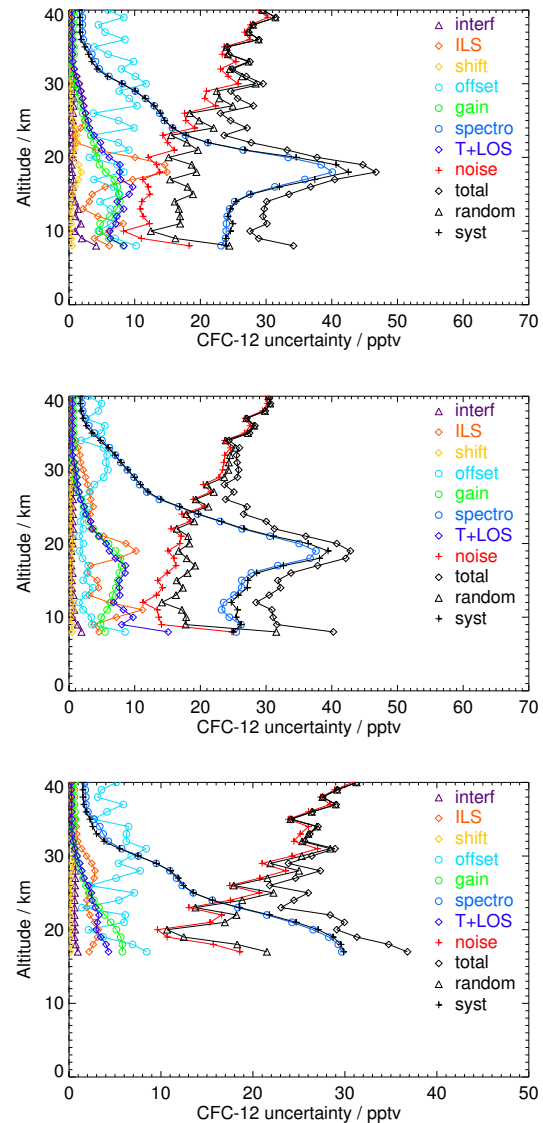 40
30
20
10
0
Altitude / km
interf
ILS
shift
offset
gain
spectro
T+LOS
noise
total
random
syst
0 10 20 30 40 50 60 70
CFC-12 uncertainty / pptv
40
30
20
10
0
Altitude / km
interf
ILS
shift
offset
gain
spectro
T+LOS
noise
total
random
syst
0 10 20 30 40 50 60 70
CFC-12 uncertainty / pptv
40
30
20
10
0
Altitude / km
interf
ILS
shift
offset
gain
spectro
T+LOS
noise
total
random
syst
0 10 20 30 40 50
CFC-12 uncertainty / pptv